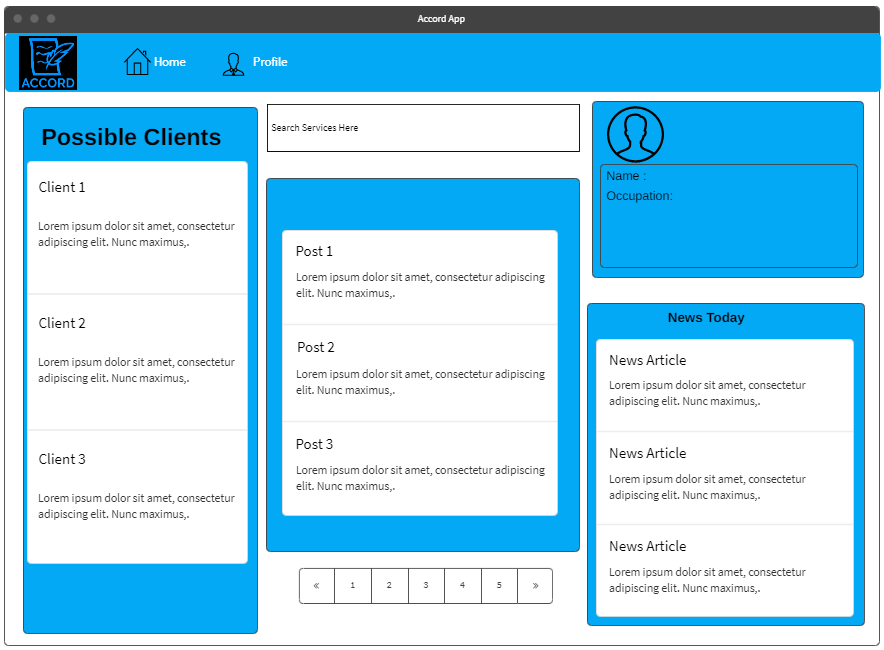 Accord App
ACCORD
Home
Profile
Possible Clients
Client 1
Lorem ipsum dolor sit amet, consectetur
adipiscing elit. Nunc maximus,.
Client 2
Lorem ipsum dolor sit amet, consectetur
adipiscing elit. Nunc maximus,.
Client 3
Lorem ipsum dolor sit amet, consectetur
adipiscing elit. Nunc maximus,.
Search Services Here
Post 1
Lorem ipsum dolor sit amet, consectetur adipiscing
elit. Nunc maximus,.
Post 2
Lorem ipsum dolor sit amet, consectetur adipiscing
elit. Nunc maximus,.
Post 3
Lorem ipsum dolor sit amet, consectetur adipiscing
elit. Nunc maximus,.
« 1 2 3 4 5 »
Name :
Occupation:
News Today
News Article
Lorem ipsum dolor sit amet, consectetur
adipiscing elit. Nunc maximus,.
News Article
Lorem ipsum dolor sit amet, consectetur
adipiscing elit. Nunc maximus,.
News Article
Lorem ipsum dolor sit amet, consectetur
adipiscing elit. Nunc maximus,.